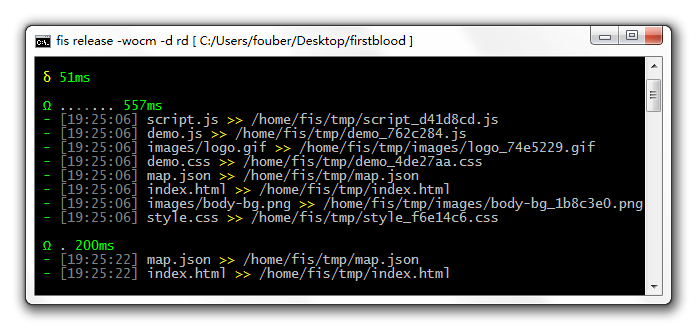 fis release -wocm -d rd [ C:/Users/fouber/Desktop/firstblood ]
δ 51ms
Ω ....... 557ms
- [19:25:06] script.js >> /home/fis/tmp/script_d41d8cd.js
- [19:25:06] demo.js >> /home/fis/tmp/demo_762c284.js
- [19:25:06] images/logo.gif >> /home/fis/tmp/images/logo_74e5229.gif
- [19:25:06] demo.css >> /home/fis/tmp/demo_4de27aa.css
- [19:25:06] map.json >> /home/fis/tmp/map.json
- [19:25:06] index.html >> /home/fis/tmp/index.html
- [19:25:06] images/body-bg.png >> /home/fis/tmp/images/body-bg_1b8c3e0.png
- [19:25:06] style.css >> /home/fis/tmp/style_f6e14c6.css
Ω . 200ms
- [19:25:22] map.json >> /home/fis/tmp/map.json
- [19:25:22] index.html >> /home/fis/tmp/index.html